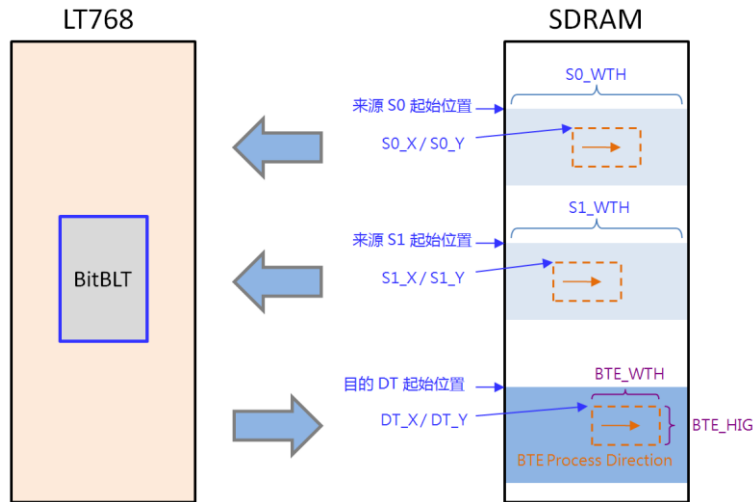 LT768
SDRAM
S0_WTH
来源 S0 起始位置
S0_X / S0_Y
S1_WTH
来源 S1 起始位置
S1_X / S1_Y
BitBLT
目的 DT 起始位置
BTE_WTH
DT_X / DT_Y
BTE_HIG
BTE Process Direction